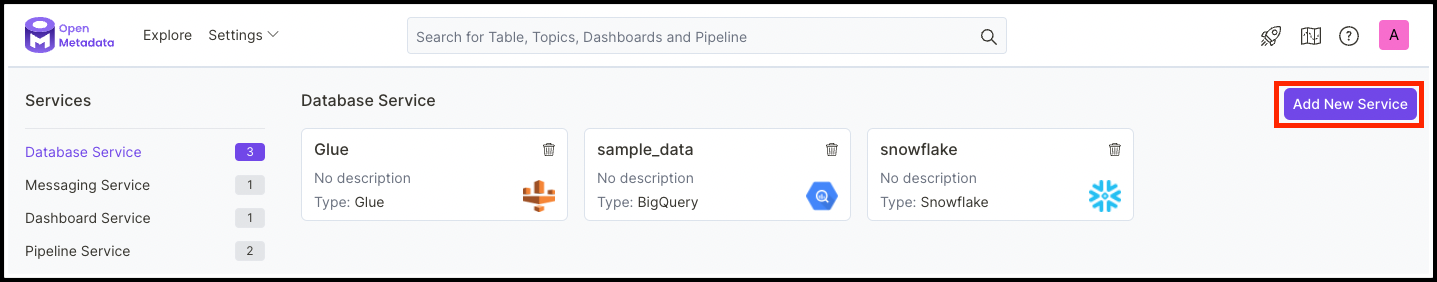 Open
Metadata
Explore
Settings
Search for Table, Topics, Dashboards and Pipeline
?
A
Services
Database Service 3
Messaging Service 1
Dashboard Service 1
Pipeline Service 2
Database Service
Add New Service
Glue
No description
Type: Glue
sample_data
No description
Type: BigQuery
snowflake
No description
Type: Snowflake